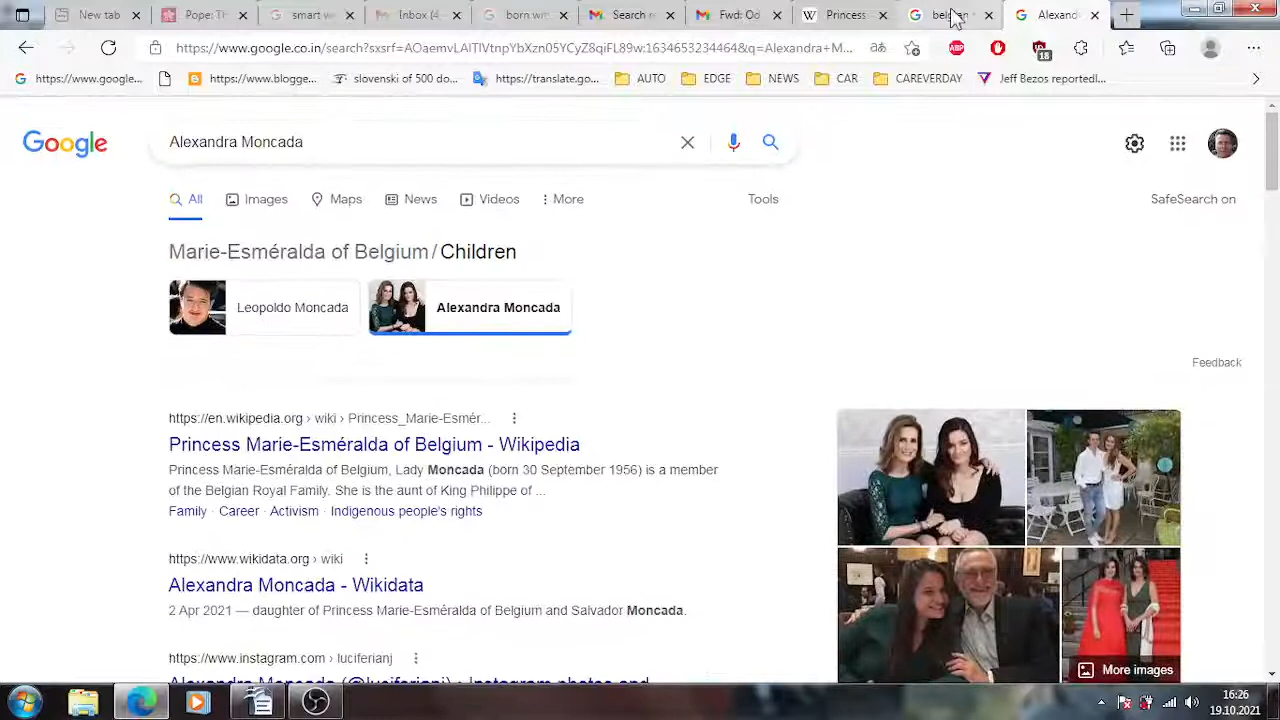 New tab
Popes
smart w
Inbox (4
born wi
Search r
Fwd: Oc
Princess
Alexand
https://www.google.co.in/search?sxsrf=AOaemvLAiTlVtnpYbXzn05YCyZ8qiFL89w:1634653234469&q=Alexandra+M...
18
https://www.google...
https://www.blogge...
slovenski of 500 do...
https://translate.go...
AUTO
EDGE
NEWS
CAR
CAREVERDAY
Jeff Bezos reportedl...
Google
Alexandra Moncada
All
Images
Maps
News
Videos
More
Tools
SafeSearch on
Marie-Esméralda of Belgium/Children
Leopoldo Moncada
Alexandra Moncada
Feedback
https://en.wikipedia.org › wiki › Princess_Marie-Esmér...
Princess Marie-Esméralda of Belgium - Wikipedia
Princess Marie-Esméralda of Belgium, Lady Moncada (born 30 September 1956) is a member
of the Belgian Royal Family. She is the aunt of King Philippe of ...
Family · Career · Activism · Indigenous people's rights
https://www.wikidata.org › wiki
Alexandra Moncada - Wikidata
2 Apr 2021 — daughter of Princess Marie-Esméralda of Belgium and Salvador Moncada.
https://www.instagram.com › luciferianj
More images
16:26
19.10.2021